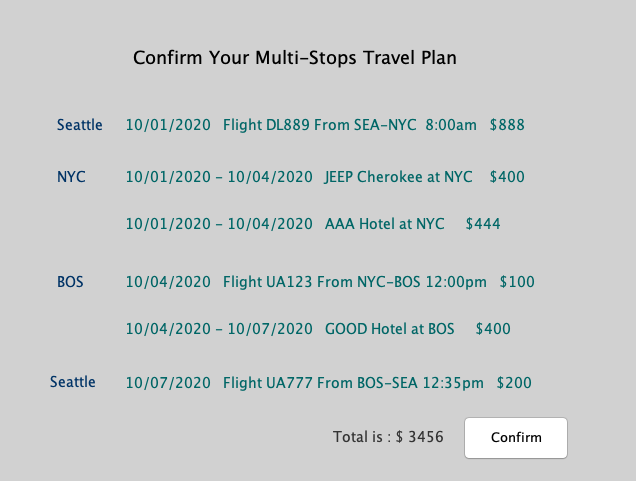 Confirm Your Multi-Stops Travel Plan
Seattle 10/01/2020 Flight DL889 From SEA-NYC 8:00am $888
NYC 10/01/2020 - 10/04/2020 JEEP Cherokee at NYC $400
10/01/2020 - 10/04/2020 AAA Hotel at NYC $444
BOS 10/04/2020 Flight UA123 From NYC-BOS 12:00pm $100
10/04/2020 - 10/07/2020 GOOD Hotel at BOS $400
Seattle 10/07/2020 Flight UA777 From BOS-SEA 12:35pm $200
Total is : $ 3456 Confirm